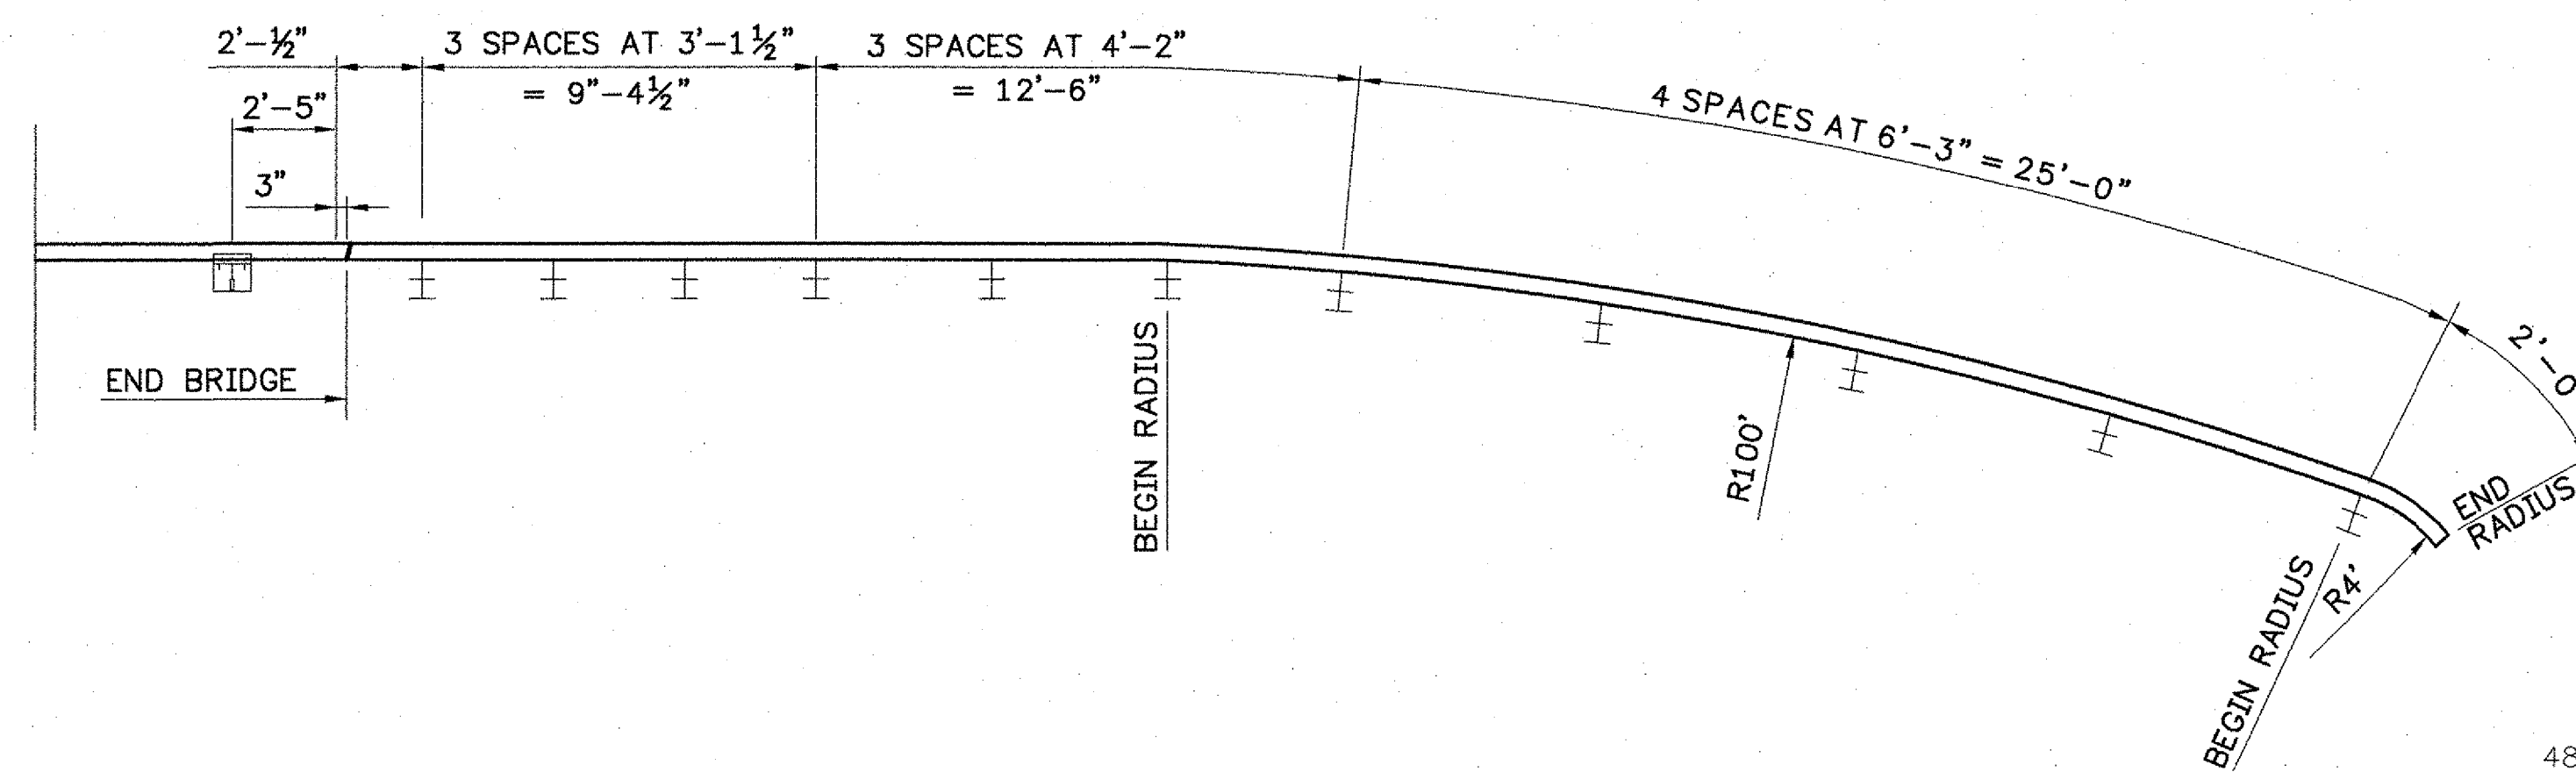 2'-½"
3 SPACES AT 3'-1½"
= 9"-4½"
3 SPACES AT 4'-2"
= 12'-6"
4 SPACES AT 6'-3" = 25'-0"
2'-5"
3"
2'-0
END BRIDGE
BEGIN RADIUS
R100'
END
RADIUS
R4'
BEGIN RADIUS
48